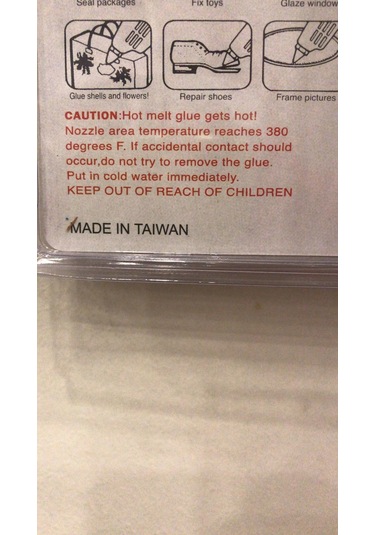 Seal packages
Fix toys
Glaze window
Glue shells and flowers!
Repair shoes
Frame pictures
CAUTION:Hot melt glue gets hot!
Nozzle area temperature reaches 380
degrees F. If accidental contact should
occur,do not try to remove the glue.
Put in cold water immediately.
KEEP OUT OF REACH OF CHILDREN
MADE IN TAIWAN